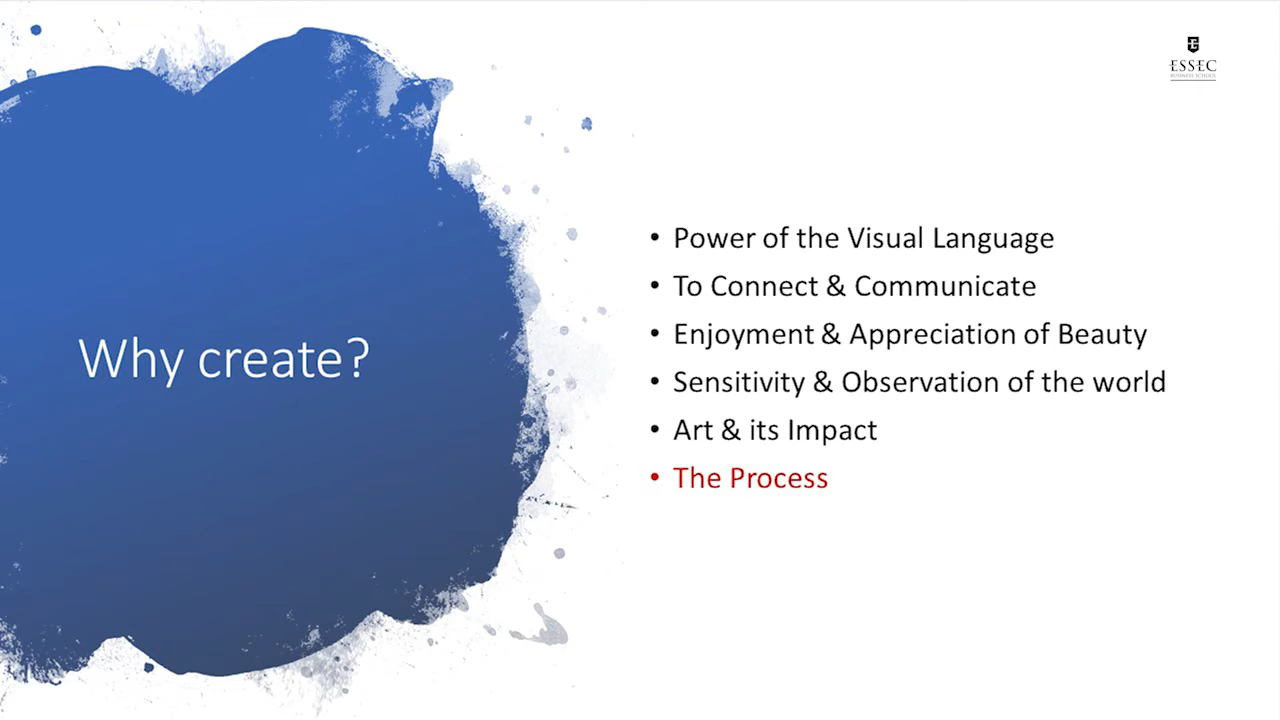 ESSEC
BUSINESS SCHOOL
Why create?
• Power of the Visual Language
• To Connect & Communicate
• Enjoyment & Appreciation of Beauty
• Sensitivity & Observation of the world
• Art & its Impact
• The Process